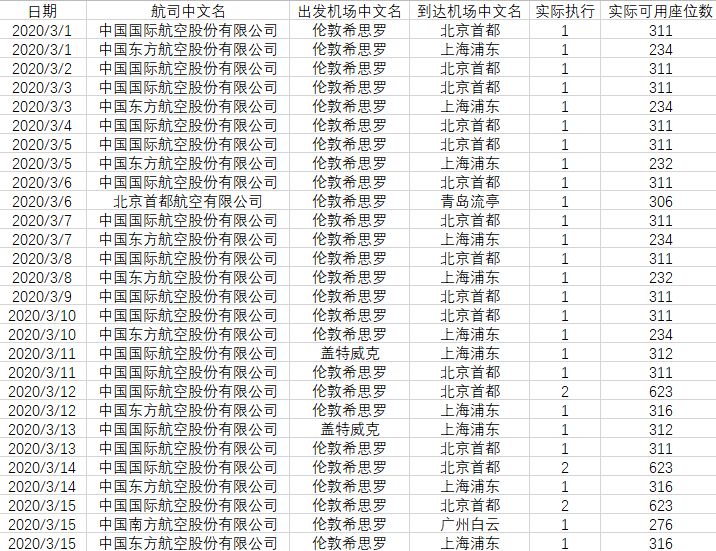 日期 航司中文名 出发机场中文名 到达机场中文名 实际执行 实际可用座位数
2020/3/1 中国国际航空股份有限公司 伦敦希思罗 北京首都 1 311
2020/3/1 中国东方航空股份有限公司 伦敦希思罗 上海浦东 1 234
2020/3/2 中国国际航空股份有限公司 伦敦希思罗 北京首都 1 311
2020/3/3 中国国际航空股份有限公司 伦敦希思罗 北京首都 1 311
2020/3/3 中国东方航空股份有限公司 伦敦希思罗 上海浦东 1 234
2020/3/4 中国国际航空股份有限公司 伦敦希思罗 北京首都 1 311
2020/3/5 中国国际航空股份有限公司 伦敦希思罗 北京首都 1 311
2020/3/5 中国东方航空股份有限公司 伦敦希思罗 上海浦东 1 232
2020/3/6 中国国际航空股份有限公司 伦敦希思罗 北京首都 1 311
2020/3/6 北京首都航空有限公司 伦敦希思罗 青岛流亭 1 306
2020/3/7 中国国际航空股份有限公司 伦敦希思罗 北京首都 1 311
2020/3/7 中国东方航空股份有限公司 伦敦希思罗 上海浦东 1 234
2020/3/8 中国国际航空股份有限公司 伦敦希思罗 北京首都 1 311
2020/3/8 中国东方航空股份有限公司 伦敦希思罗 上海浦东 1 232
2020/3/9 中国国际航空股份有限公司 伦敦希思罗 北京首都 1 311
2020/3/10 中国国际航空股份有限公司 伦敦希思罗 北京首都 1 311
2020/3/10 中国东方航空股份有限公司 伦敦希思罗 上海浦东 1 234
2020/3/11 中国国际航空股份有限公司 盖特威克 上海浦东 1 312
2020/3/11 中国国际航空股份有限公司 伦敦希思罗 北京首都 1 311
2020/3/12 中国国际航空股份有限公司 伦敦希思罗 北京首都 2 623
2020/3/12 中国东方航空股份有限公司 伦敦希思罗 上海浦东 1 316
2020/3/13 中国国际航空股份有限公司 盖特威克 上海浦东 1 312
2020/3/13 中国国际航空股份有限公司 伦敦希思罗 北京首都 1 311
2020/3/14 中国国际航空股份有限公司 伦敦希思罗 北京首都 2 623
2020/3/14 中国东方航空股份有限公司 伦敦希思罗 上海浦东 1 316
2020/3/15 中国国际航空股份有限公司 伦敦希思罗 北京首都 2 623
2020/3/15 中国南方航空股份有限公司 伦敦希思罗 广州白云 1 276
2020/3/15 中国东方航空股份有限公司 伦敦希思罗 上海浦东 1 316